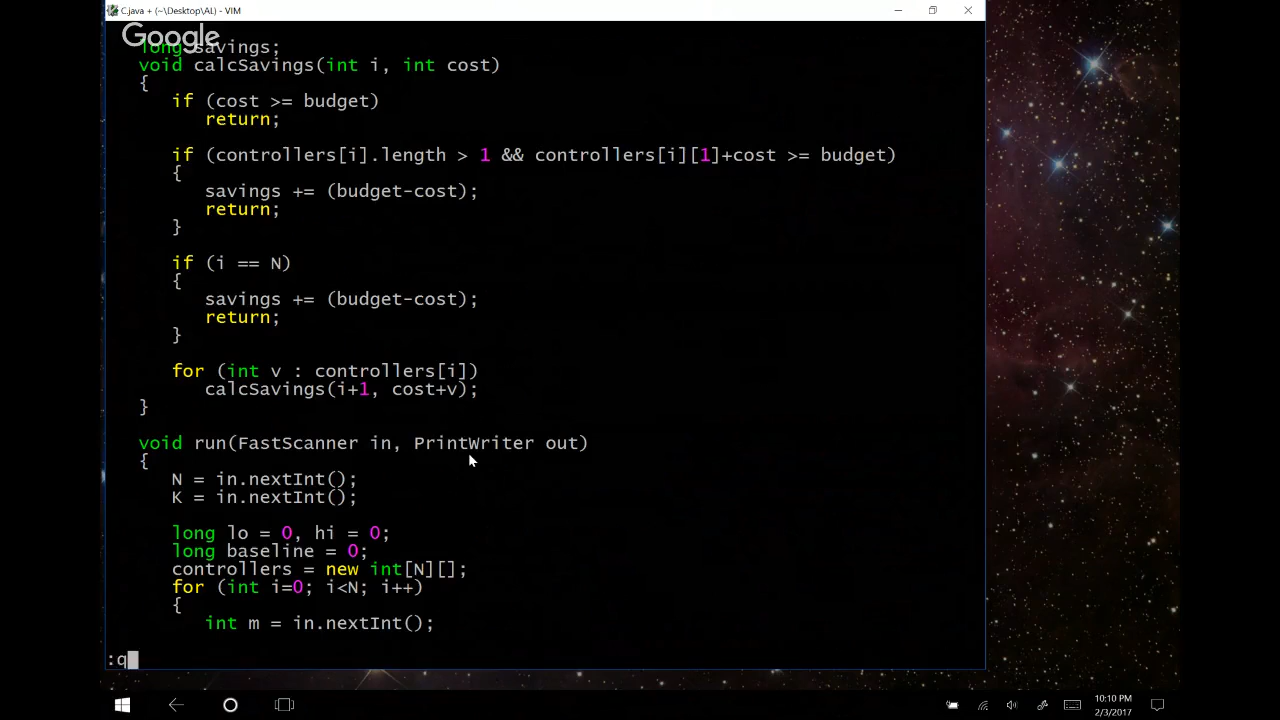 C.java + (~\Desktop\AL) - VIM
Google
long savings;
void calcSavings(int i, int cost)
{
if (cost >= budget)
return;
if (controllers[i].length > 1 && controllers[i][1]+cost >= budget)
{
savings += (budget-cost);
return;
}
if (i == N)
{
savings += (budget-cost);
return;
}
for (int v : controllers[i])
calcSavings(i+1, cost+v);
}
void run(FastScanner in, PrintWriter out)
{
N = in.nextInt();
K = in.nextInt();
long lo = 0, hi = 0;
long baseline = 0;
controllers = new int[N][];
for (int i=0; i<N; i++)
{
int m = in.nextInt();
:q
10:10 PM
2/3/2017